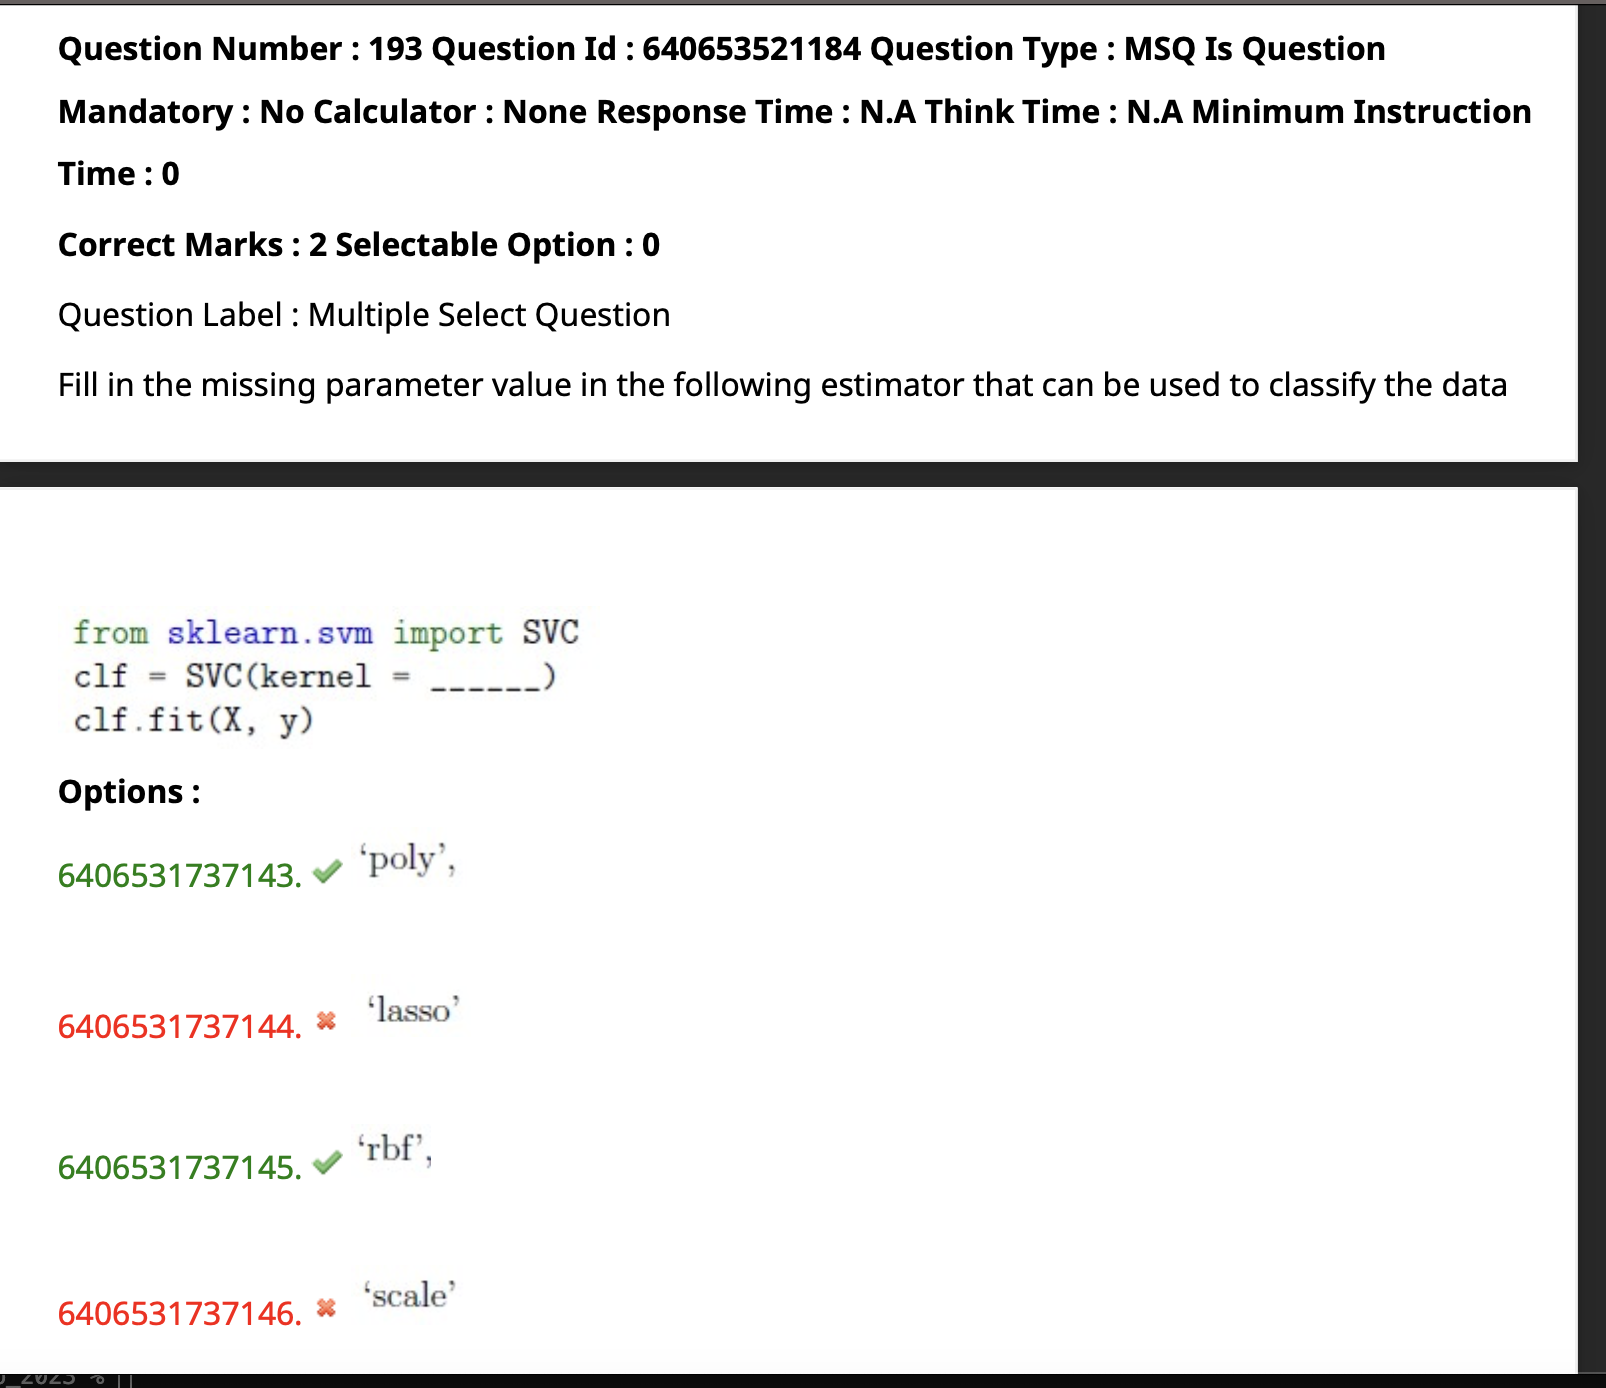 Question Number : 193 Question Id : 640653521184 Question Type : MSQ Is Question
Mandatory : No Calculator : None Response Time : N.A Think Time : N.A Minimum Instruction
Time : 0
Correct Marks : 2 Selectable Option : 0
Question Label : Multiple Select Question
Fill in the missing parameter value in the following estimator that can be used to classify the data
from sklearn.svm import SVC
clf = SVC(kernel = ______)
clf.fit(X, y)
Options :
6406531737143. ‘poly’,
6406531737144. ‘lasso’
6406531737145. ‘rbf’,
6406531737146. ‘scale’